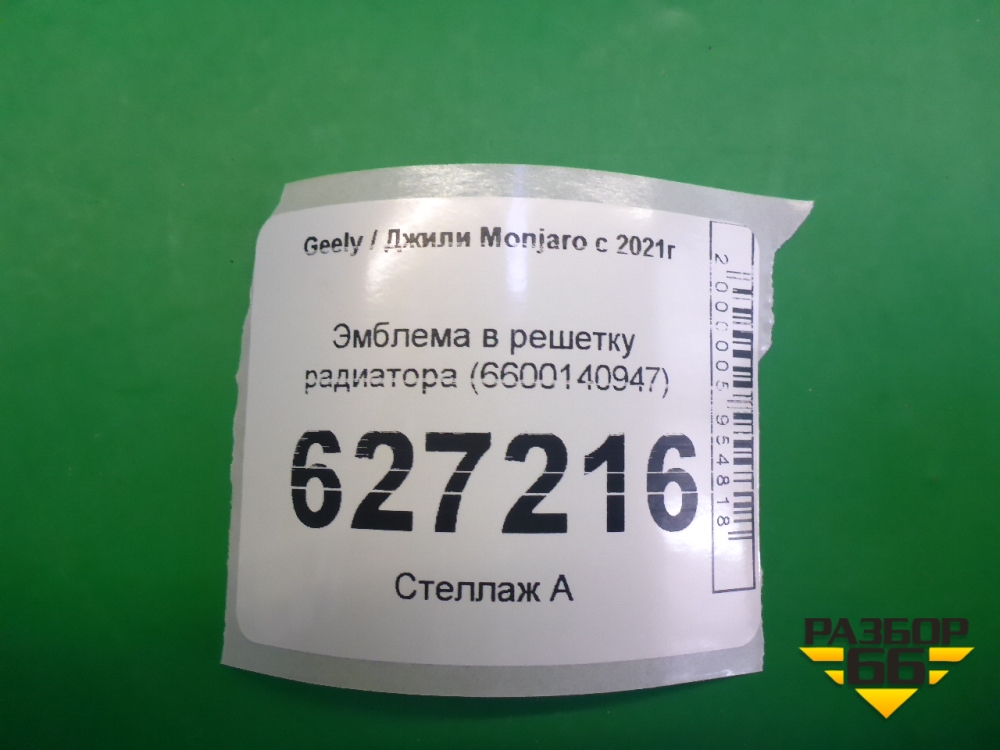 Geely / Джили Monjaro с 2021г
Эмблема в решетку
радиатора (6600140947)
627216
Стеллаж А
2000005954818
РАЗБОР
66